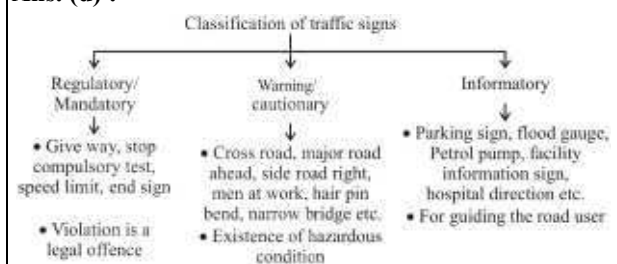 Classification of traffic signs
Regulatory/
Mandatory
• Give way, stop
compulsory test,
speed limit, end sign
• Violation is a
legal offence
Warning/
cautionary
• Cross road, major road
ahead, side road right,
men at work, hair pin
bend, narrow bridge etc.
• Existence of hazardous
condition
Informatory
• Parking sign, flood gauge,
Petrol pump, facility
information sign,
hospital direction etc.
• For guiding the road user